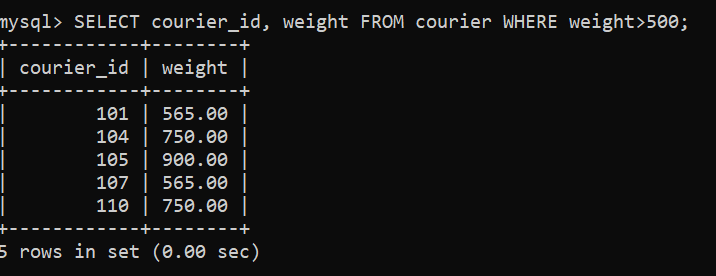 mysql> SELECT courier_id, weight FROM courier WHERE weight>500;
+------------+--------+
| courier_id | weight |
+------------+--------+
|        101 | 565.00 |
|        104 | 750.00 |
|        105 | 900.00 |
|        107 | 565.00 |
|        110 | 750.00 |
+------------+--------+
5 rows in set (0.00 sec)